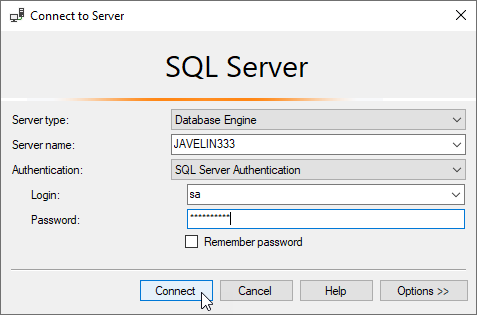 Connect to Server
SQL Server
Server type: Database Engine
Server name: JAVELIN333
Authentication: SQL Server Authentication
Login: sa
Password: **********
Remember password
Connect Cancel Help Options >>